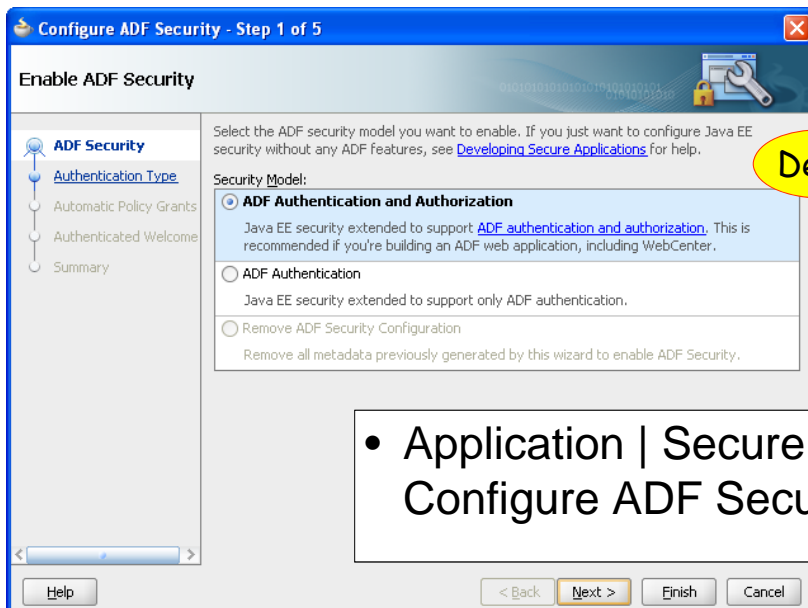 Configure ADF Security - Step 1 of 5
Enable ADF Security
ADF Security
Authentication Type
Automatic Policy Grants
Authenticated Welcome
Summary
Select the ADF security model you want to enable. If you just want to configure Java EE
security without any ADF features, see Developing Secure Applications for help.
Security Model:
ADF Authentication and Authorization
Java EE security extended to support ADF authentication and authorization. This is
recommended if you're building an ADF web application, including WebCenter.
ADF Authentication
Java EE security extended to support only ADF authentication.
Remove ADF Security Configuration
Remove all metadata previously generated by this wizard to enable ADF Security.
• Application | Secure
Configure ADF
Help
< Back
Next >
Finish
Cancel